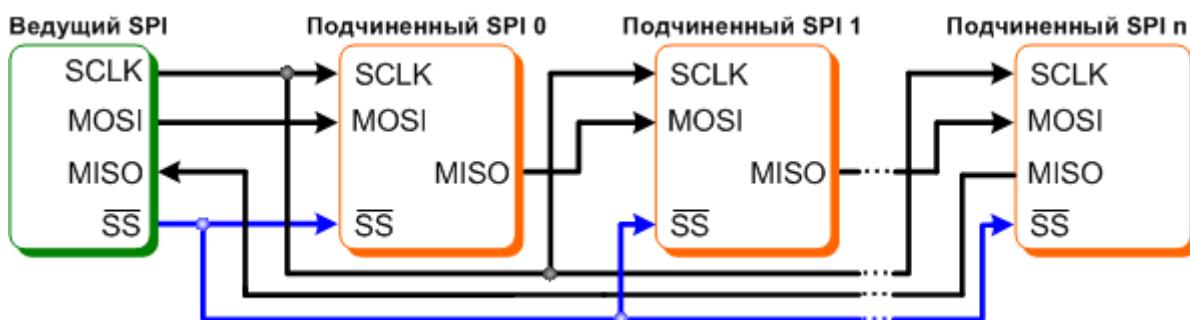 Ведущий SPI
SCLK
MOSI
MISO
SS
Подчиненный SPI 0
SCLK
MOSI
MISO
SS
Подчиненный SPI 1
SCLK
MOSI
MISO
SS
Подчиненный SPI n
SCLK
MOSI
MISO
SS